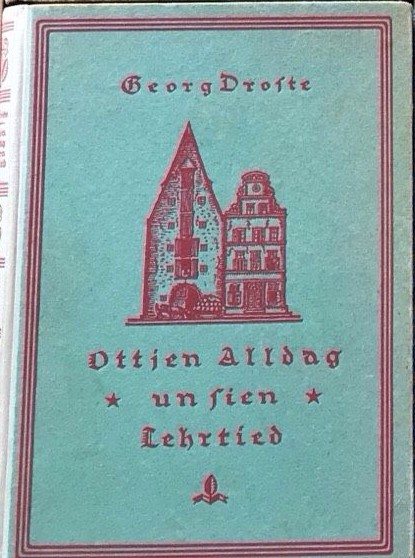 Georg Droste
Ottjen Alldag
un sien
Lehrtied